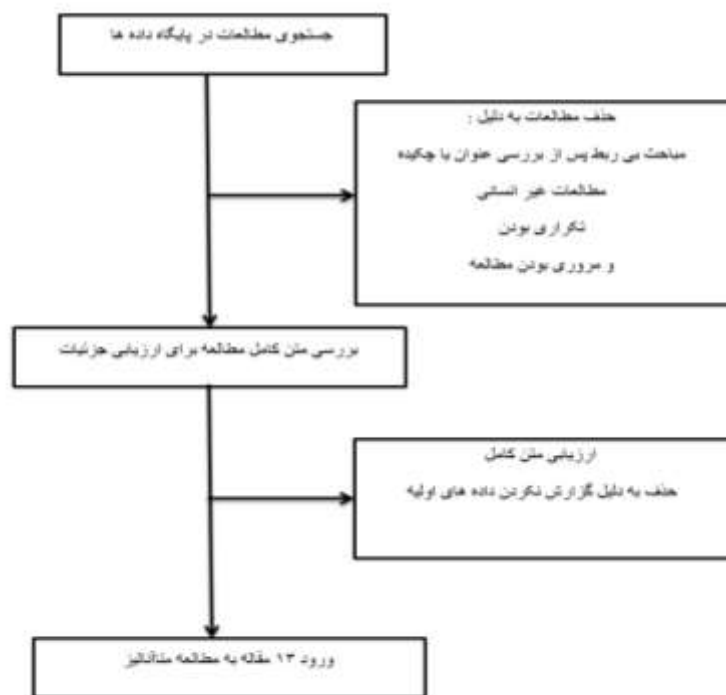 جستجوی مطالعات در پایگاه داده ها
حذف مطالعات به دلیل :
مباحث بی ربط پس از بررسی عنوان یا چکیده
مطالعات غیر انسانی
تکراری بودن
و مروری بودن مطالعه
بررسی متن کامل مطالعه برای ارزیابی جزئیات
ارزیابی متن کامل
حذف به دلیل گزارش نکردن داده های اولیه
ورود ۱۳ مقاله به مطالعه متاآنالیز